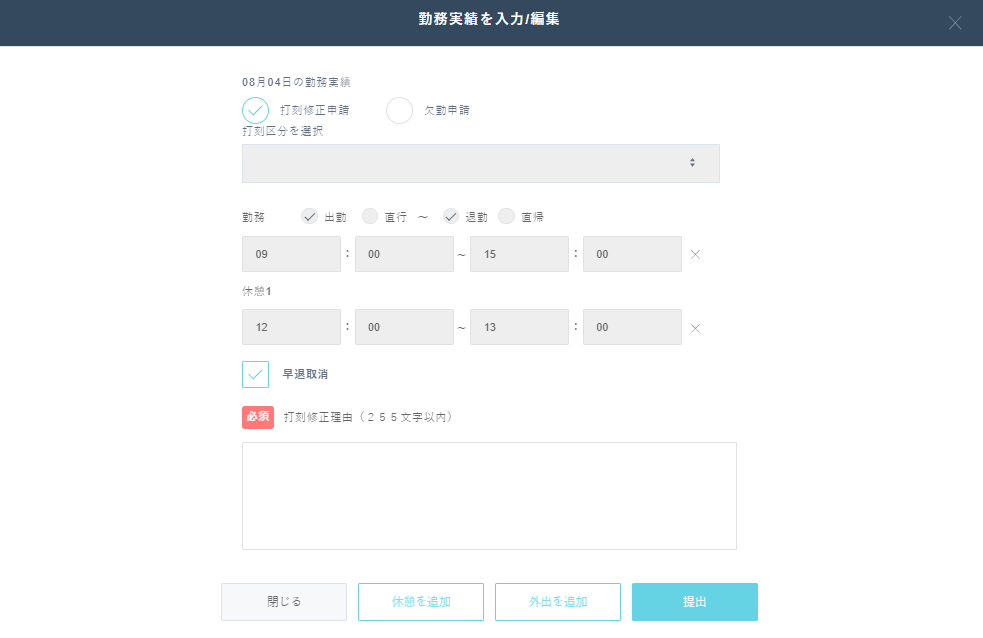 勤務実績を入力/編集
08月04日の勤務実績
打刻修正申請 欠勤申請
打刻区分を選択
勤務 出勤 直行 ～ 退勤 直帰
09 : 00 ~ 15 : 00
休憩1
12 : 00 ~ 13 : 00
早退取消
必須 打刻修正理由（２５５文字以内）
閉じる 休憩を追加 外出を追加 提出